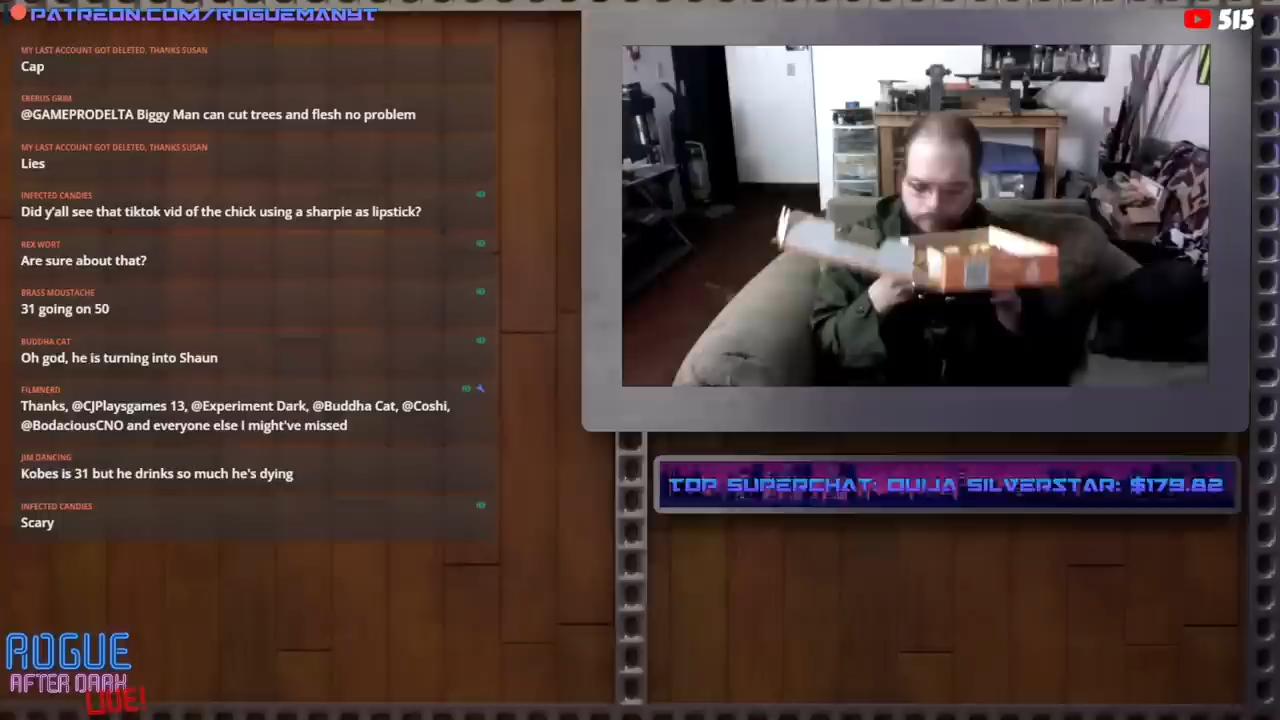 PATREON.COM/ROGUEMANYT
515
MY LAST ACCOUNT GOT DELETED, THANKS SUSAN
Cap
EREBUS GRIM
@GAMEPRODELTA Biggy Man can cut trees and flesh no problem
MY LAST ACCOUNT GOT DELETED, THANKS SUSAN
Lies
INFECTED CANDIES
Did y'all see that tiktok vid of the chick using a sharpie as lipstick?
REX WORT
Are sure about that?
BRASS MOUSTACHE
31 going on 50
BUDDHA CAT
Oh god, he is turning into Shaun
FILMNERD
Thanks, @CJPlaysgames 13, @Experiment Dark, @Buddha Cat, @Coshi,
@BodaciousCNO and everyone else I might've missed
JIM DANCING
Kobes is 31 but he drinks so much he's dying
INFECTED CANDIES
Scary
TOP SUPERCHAT: OUIJA SILVERSTAR: $179.82
ROGUE
AFTER DARK
LIVE!